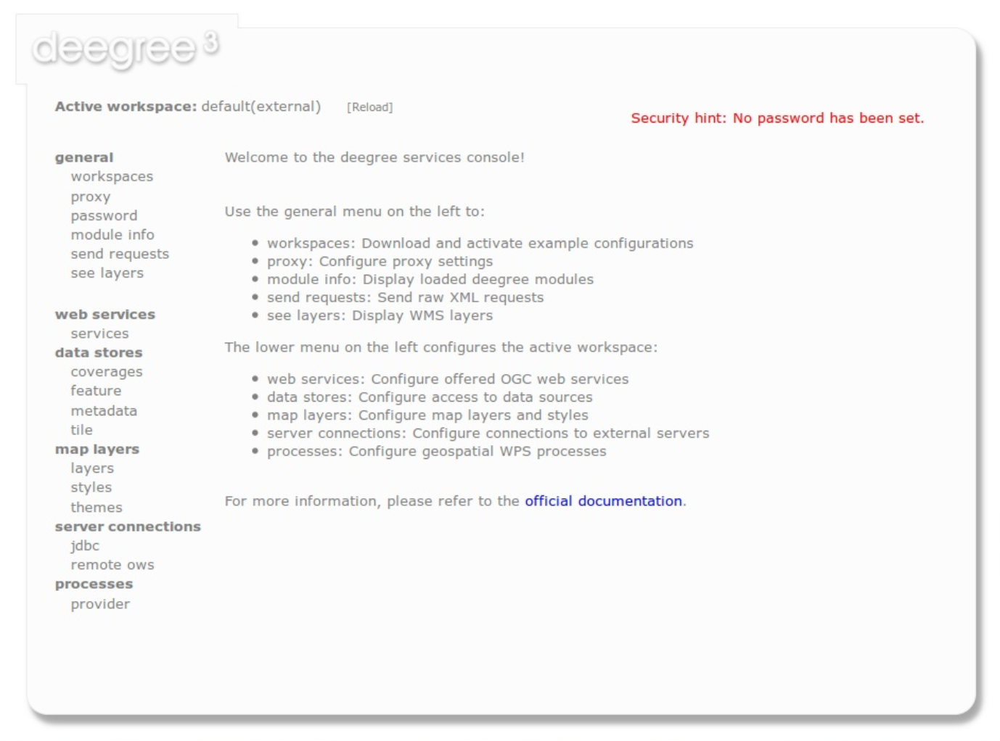 deegree 3
Active workspace: default(external) [Reload]
Security hint: No password has been set.
general
workspaces
proxy
password
module info
send requests
see layers
web services
services
data stores
coverages
feature
metadata
tile
map layers
layers
styles
themes
server connections
jdbc
remote ows
processes
provider
Welcome to the deegree services console!
Use the general menu on the left to:
• workspaces: Download and activate example configurations
• proxy: Configure proxy settings
• module info: Display loaded deegree modules
• send requests: Send raw XML requests
• see layers: Display WMS layers
The lower menu on the left configures the active workspace:
• web services: Configure offered OGC web services
• data stores: Configure access to data sources
• map layers: Configure map layers and styles
• server connections: Configure connections to external servers
• processes: Configure geospatial WPS processes
For more information, please refer to the official documentation.